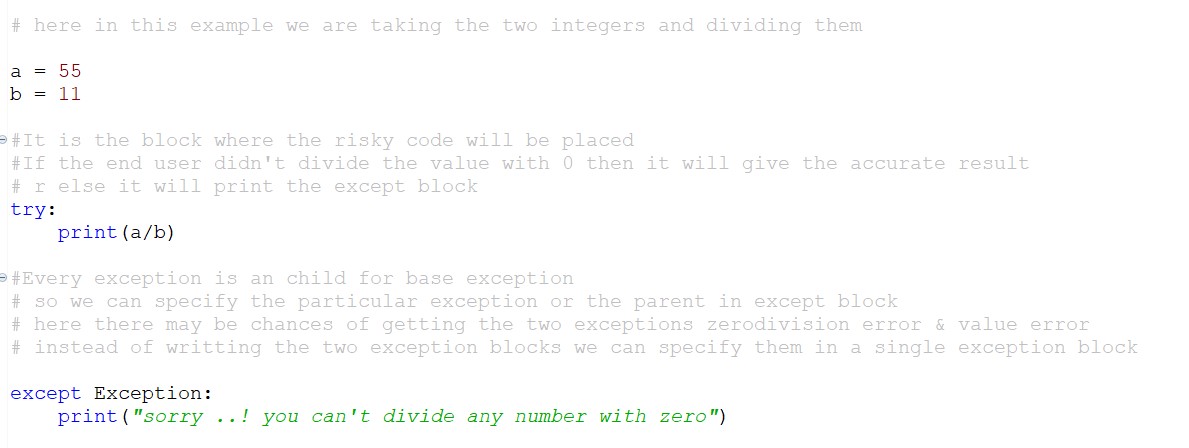 # here in this example we are taking the two integers and dividing them
a = 55
b = 11
#It is the block where the risky code will be placed
#If the end user didn't divide the value with 0 then it will give the accurate result
# r else it will print the except block
try:
    print(a/b)
#Every exception is an child for base exception
# so we can specify the particular exception or the parent in except block
# here there may be chances of getting the two exceptions zerodivision error & value error
# instead of writting the two exception blocks we can specify them in a single exception block
except Exception:
    print("sorry ..! you can't divide any number with zero")